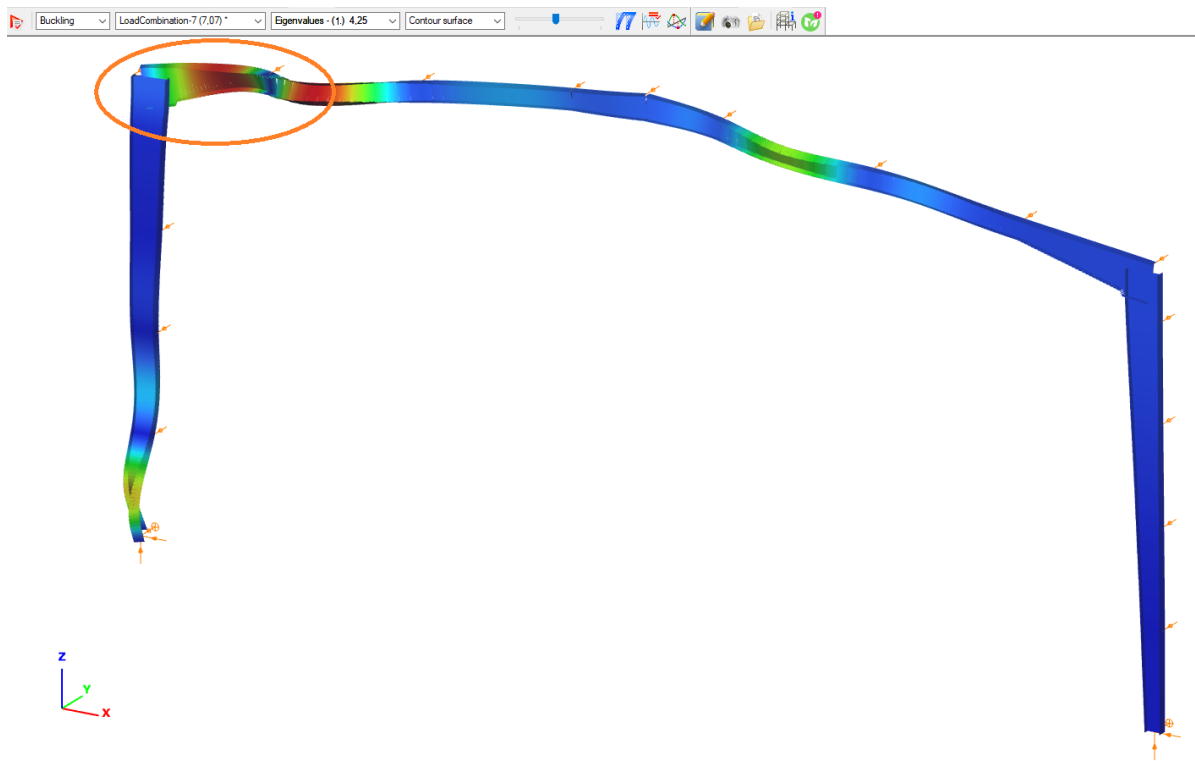 Buckling LoadCombination-7 (7,07) * Eigenvalues - (1.) 4,25 Contour surface
Z
Y
X